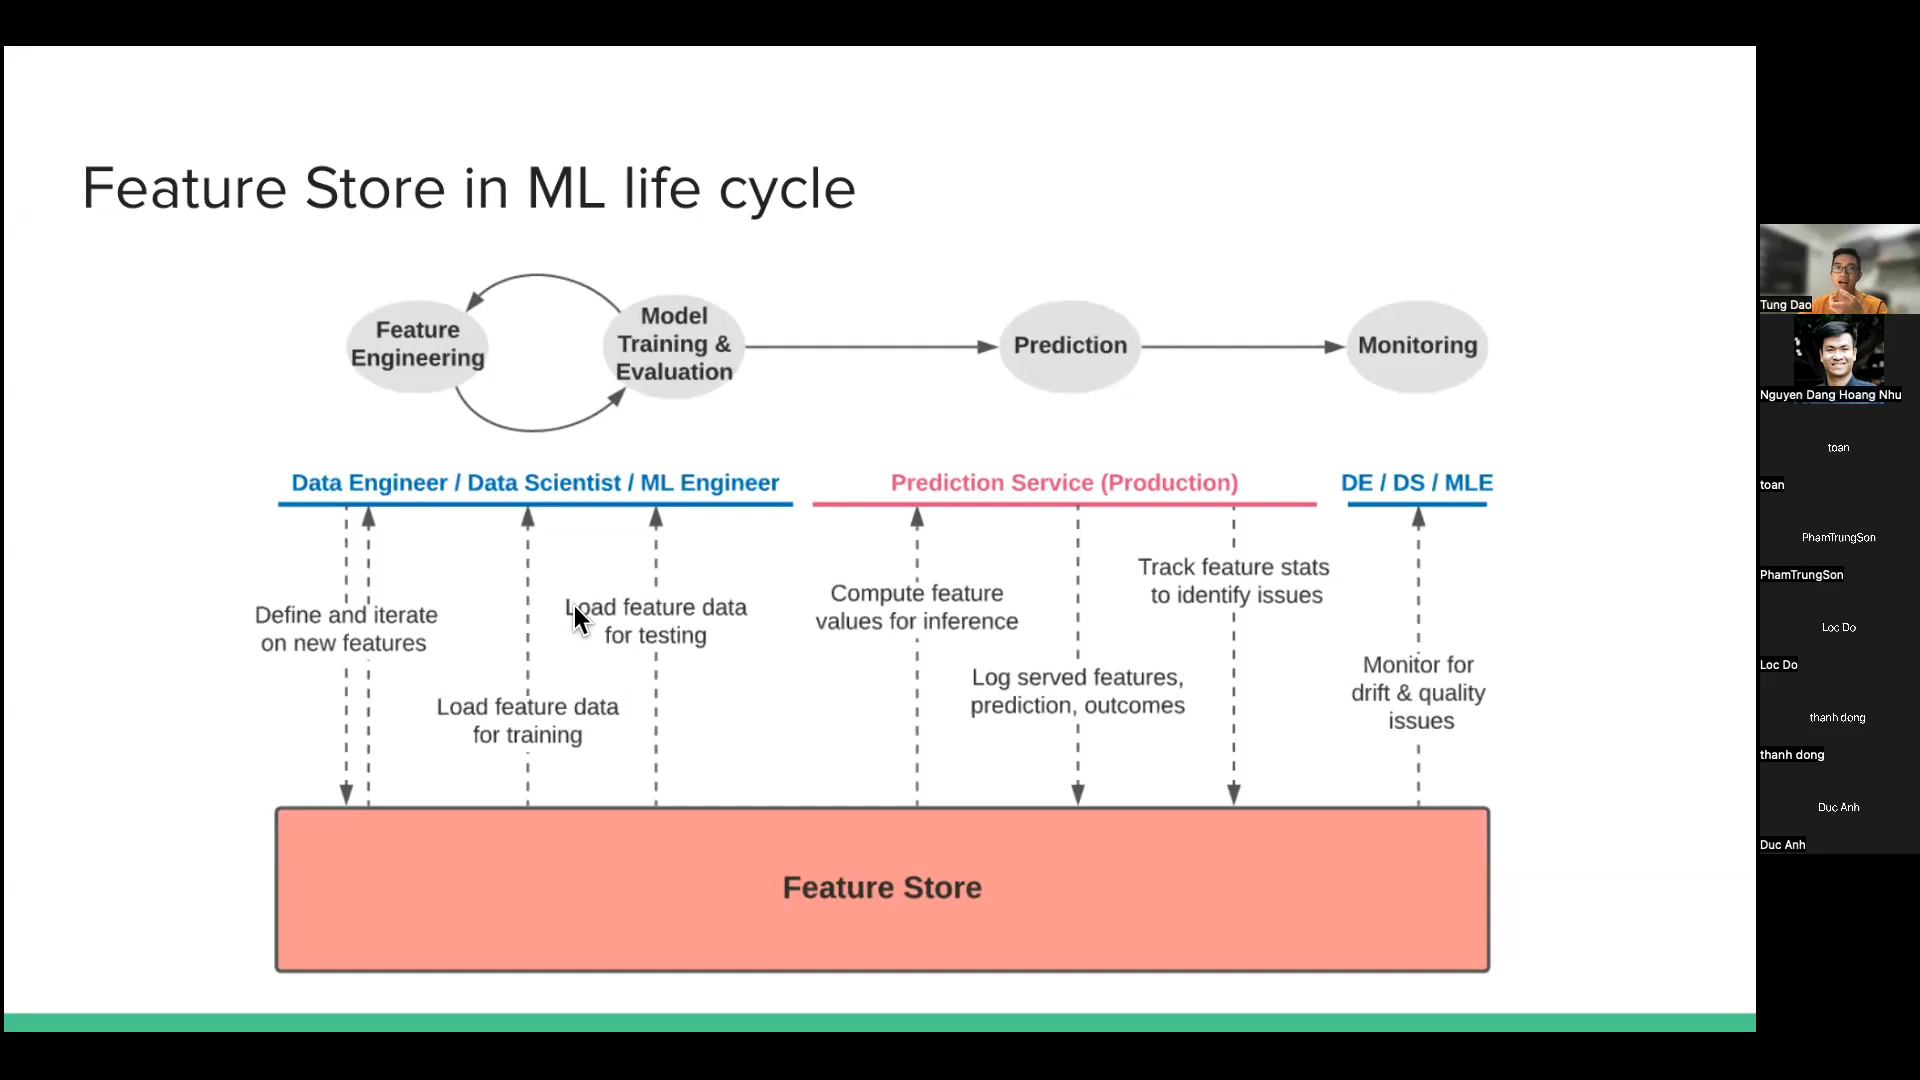 Feature Store in ML life cycle
Feature
Engineering
Model
Training &
Evaluation
Prediction
Monitoring
Data Engineer / Data Scientist / ML Engineer
Prediction Service (Production)
DE / DS / MLE
Define and iterate
on new features
Load feature data
for training
Load feature data
for testing
Compute feature
values for inference
Log served features,
prediction, outcomes
Track feature stats
to identify issues
Monitor for
drift & quality
issues
Feature Store
Tung Dao
Nguyen Dang Hoang Nhu
toan
toan
PhamTrungSon
PhamTrungSon
Loc Do
Loc Do
thanh dong
thanh dong
Duc Anh
Duc Anh